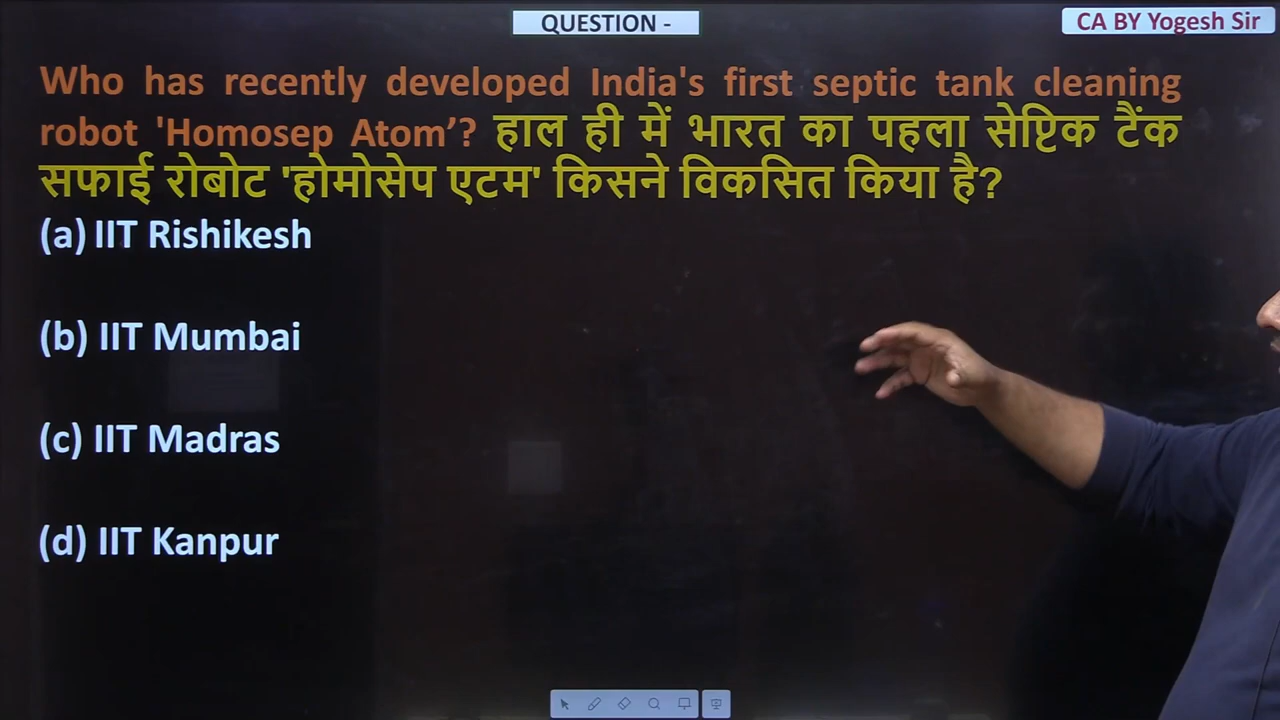 QUESTION -
CA BY Yogesh Sir
Who has recently developed India's first septic tank cleaning
robot 'Homosep Atom’? हाल ही में भारत का पहला सेप्टिक टैंक
सफाई रोबोट 'होमोसेप एटम' किसने विकसित किया है?
(a) IIT Rishikesh
(b) IIT Mumbai
(c) IIT Madras
(d) IIT Kanpur